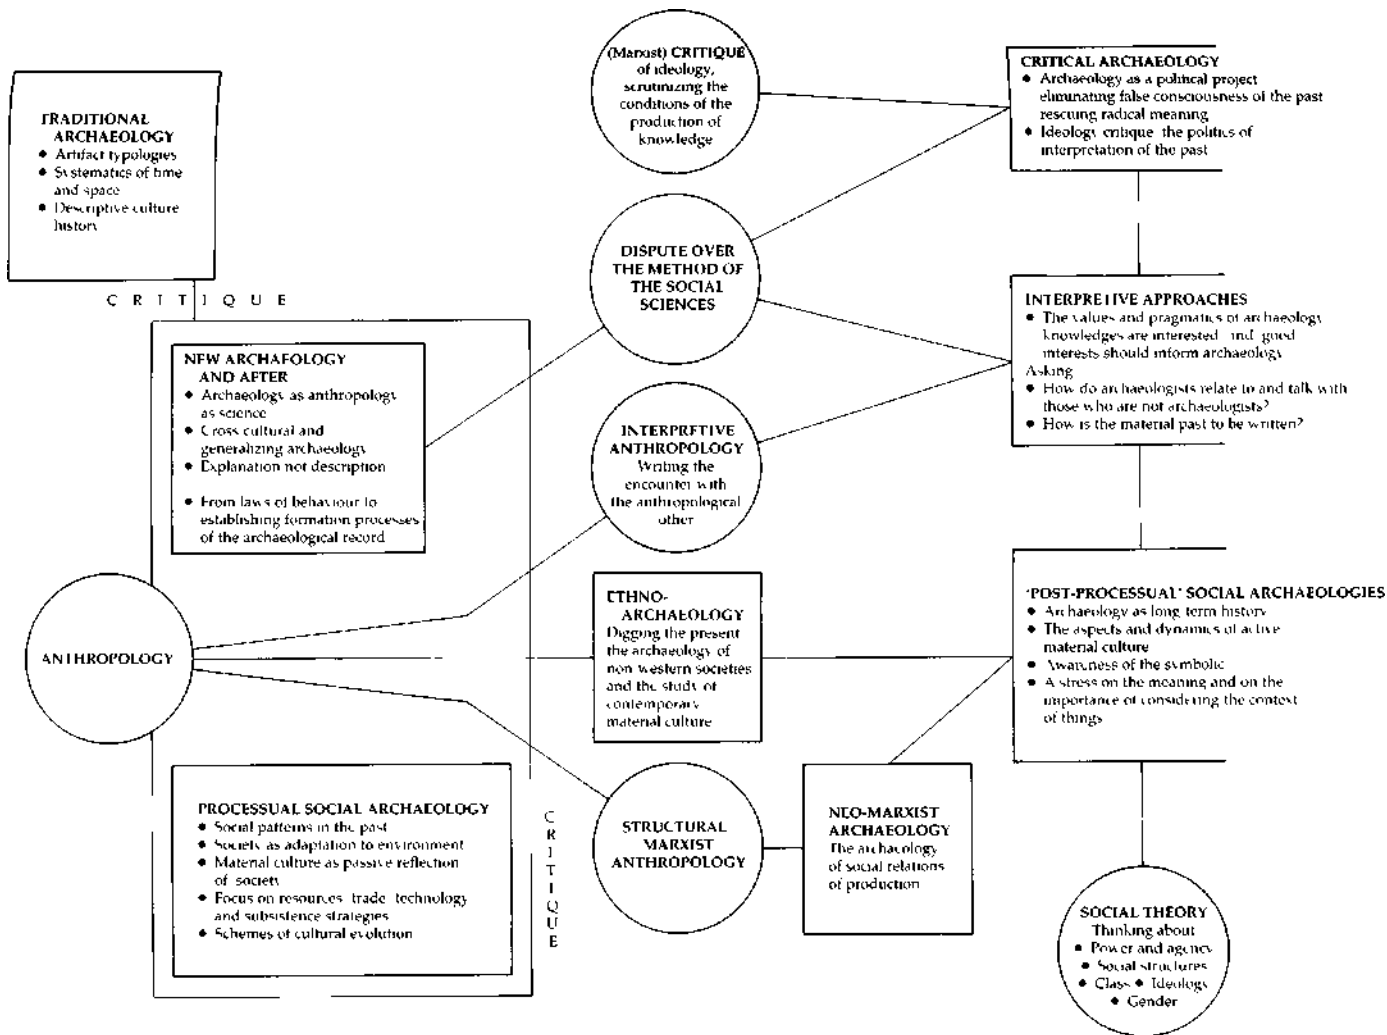 TRADITIONAL
ARCHAEOLOGY
• Artifact typologies
• Systematics of time
and space
• Descriptive culture
history
C R I T I Q U E
NEW ARCHAEOLOGY
AND AFTER
• Archaeology as anthropology
as science
• Cross cultural and
generalizing archaeology
• Explanation not description
• From laws of behaviour to
establishing formation processes
of the archaeological record
ANTHROPOLOGY
PROCESSUAL SOCIAL ARCHAEOLOGY
• Social patterns in the past
• Society as adaptation to environment
• Material culture as passive reflection
of society
• Focus on resources trade technology
and subsistence strategies
• Schemes of cultural evolution
C
R
I
T
I
Q
U
E
(Marxist) CRITIQUE
of ideology,
scrutinizing the
conditions of the
production of
knowledge
DISPUTE OVER
THE METHOD OF
THE SOCIAL
SCIENCES
INTERPRETIVE
ANTHROPOLOGY
Writing the
encounter with
the anthropological
other
ETHNO-
ARCHAEOLOGY
Digging the present
the archaeology of
non western societies
and the study of
contemporary
material culture
STRUCTURAL
MARXIST
ANTHROPOLOGY
NEO-MARXIST
ARCHAEOLOGY
The archaeology
of social relations
of production
CRITICAL ARCHAEOLOGY
• Archaeology as a political project
eliminating false consciousness of the past
rescuing radical meaning
• Ideology critique the politics of
interpretation of the past
INTERPRETIVE APPROACHES
• The values and pragmatics of archaeology
knowledges are interested and
interests should inform archaeology
Asking
• How do archaeologists relate to and talk with
those who are not archaeologists?
• How is the material past to be written?
'POST-PROCESSUAL' SOCIAL ARCHAEOLOGIES
• Archaeology as long term history
• The aspects and dynamics of active
material culture
• Awareness of the symbolic
• A stress on the meaning and on the
importance of considering the context
of things
SOCIAL THEORY
Thinking about
• Power and agency
• Social structures
• Class • Ideology
• Gender